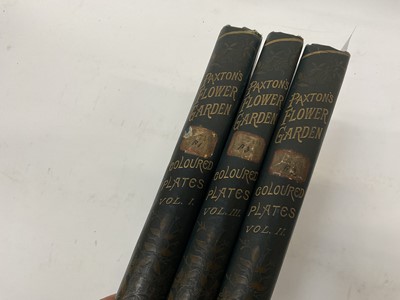 PAXTON'S
FLOWER
GARDEN
COLOURED
PLATES
VOL. I.
PAXTON'S
FLOWER
GARDEN
COLOURED
PLATES
VOL. III.
PAXTON'S
FLOWER
GARDEN
COLOURED
PLATES
VOL. II.